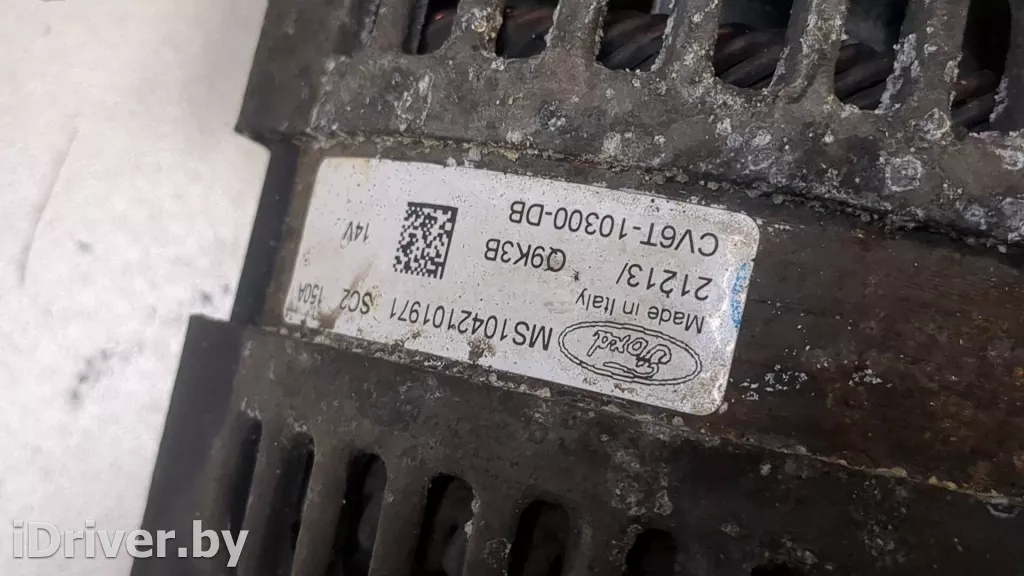 Ford
MS1042101971
SC2 150A
Made in Italy
21213/
Q9K3B
14V
CV6T-10300-DB
iDriver.by